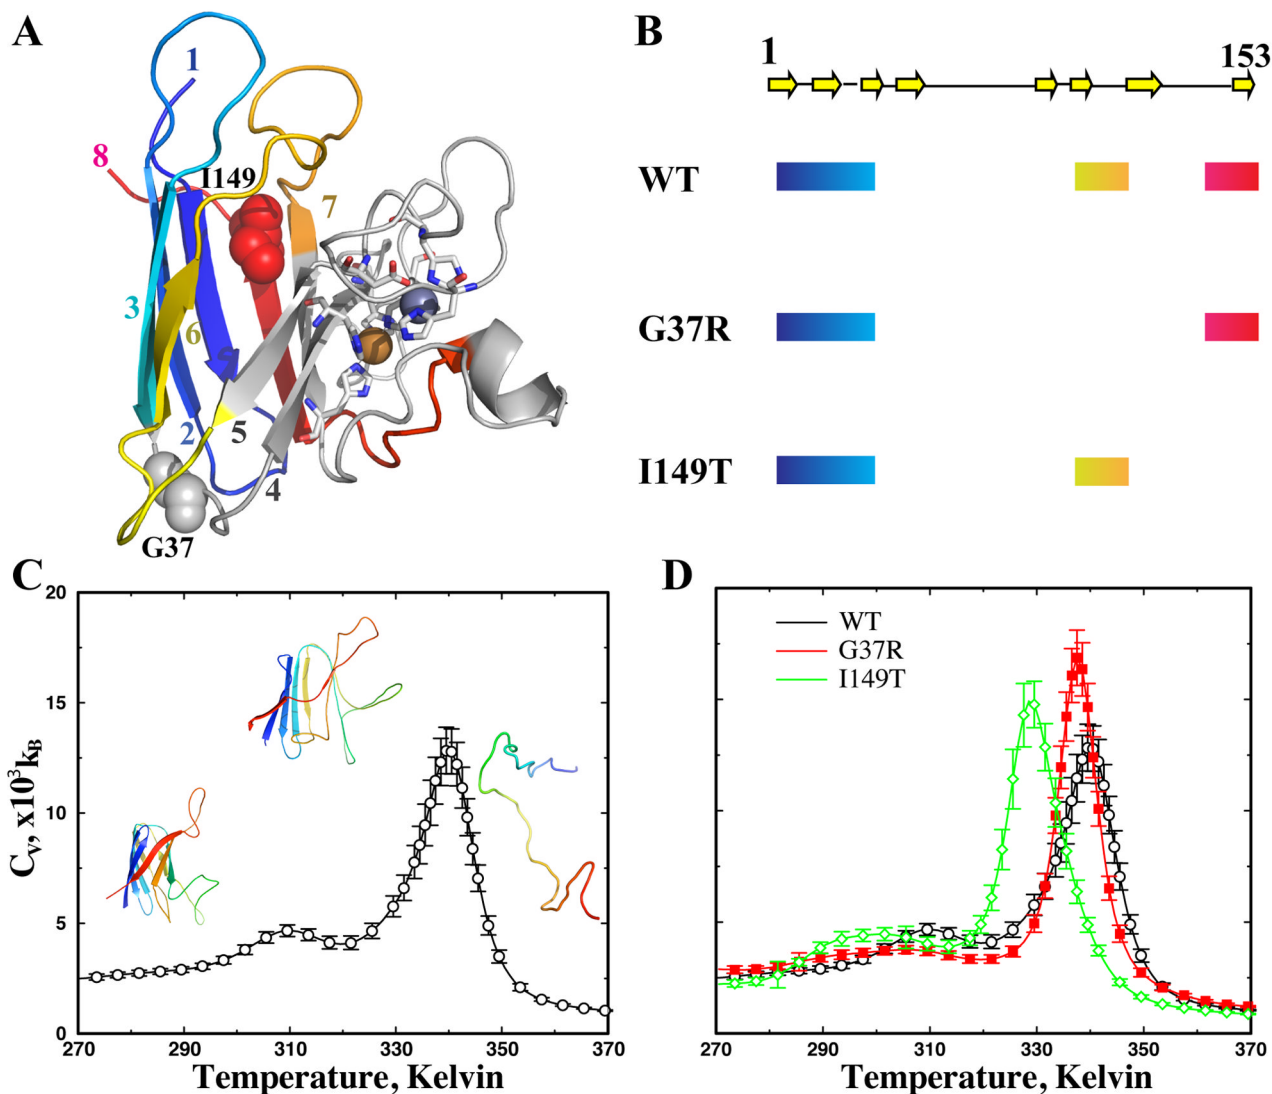 A
1
8
I149
7
3
6
2
5
4
G37
B
1
153
WT
G37R
I149T
C
20
15
10
5
0
Cv, x10³kB
270 290 310 330 350 370
Temperature, Kelvin
D
WT
G37R
I149T
270 290 310 330 350 370
Temperature, Kelvin